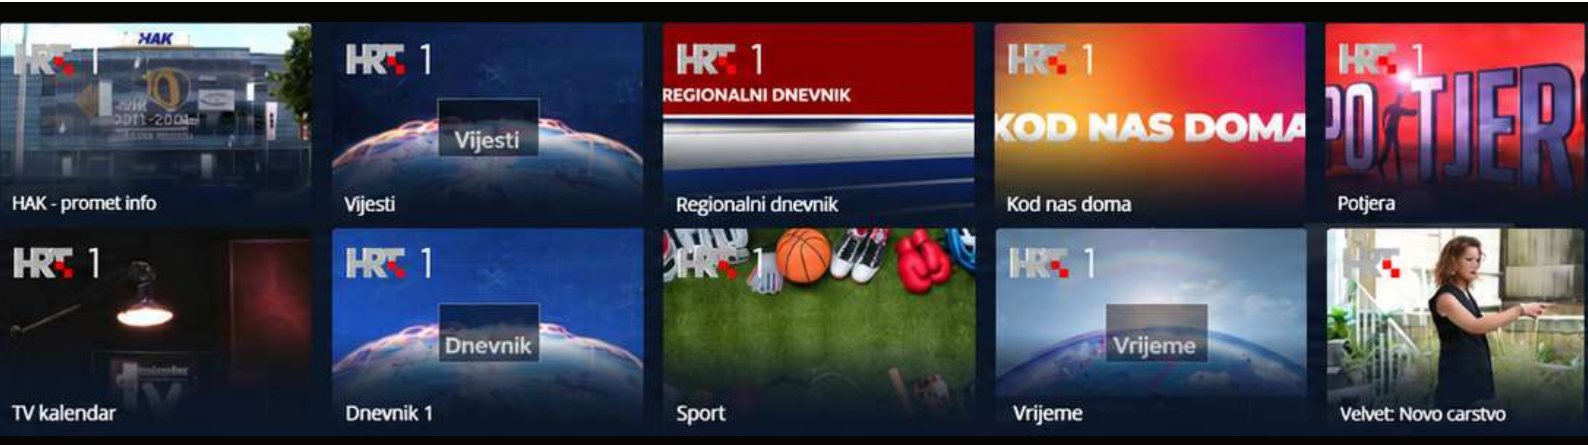 HAK
HRT 1
HAK - promet info
HRT 1
Vijesti
Vijesti
HRT 1
REGIONALNI DNEVNIK
Regionalni dnevnik
HRT 1
KOD NAS DOMA
Kod nas doma
HRT 1
POTJER
Potjera
HRT 1
tv
TV kalendar
HRT 1
Dnevnik
Dnevnik 1
HRT 1
Sport
HRT 1
Vrijeme
Vrijeme
HRT
Velvet: Novo carstvo